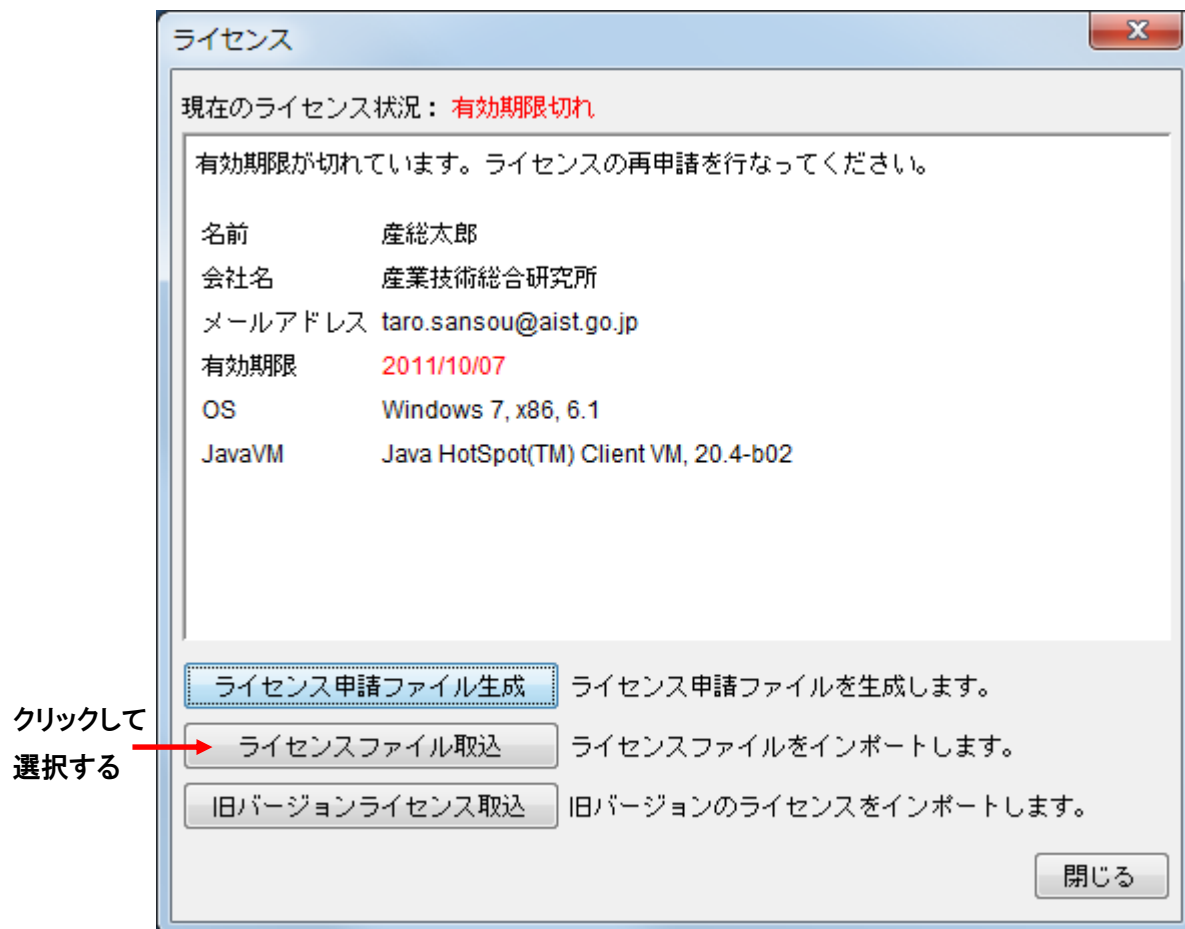 ライセンス
現在のライセンス状況： 有効期限切れ
有効期限が切れています。ライセンスの再申請を行なってください。
名前 産総太郎
会社名 産業技術総合研究所
メールアドレス taro.sansou@aist.go.jp
有効期限 2011/10/07
OS Windows 7, x86, 6.1
JavaVM Java HotSpot(TM) Client VM, 20.4-b02
ライセンス申請ファイル生成 ライセンス申請ファイルを生成します。
クリックして
選択する
ライセンスファイル取込 ライセンスファイルをインポートします。
旧バージョンライセンス取込 旧バージョンのライセンスをインポートします。
閉じる